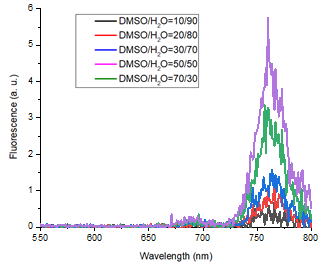 6
5
4
3
2
1
0
Fluorescence (a. u.)
DMSO/H₂O=10/90
DMSO/H₂O=20/80
DMSO/H₂O=30/70
DMSO/H₂O=50/50
DMSO/H₂O=70/30
550 600 650 700 750 800
Wavelength (nm)